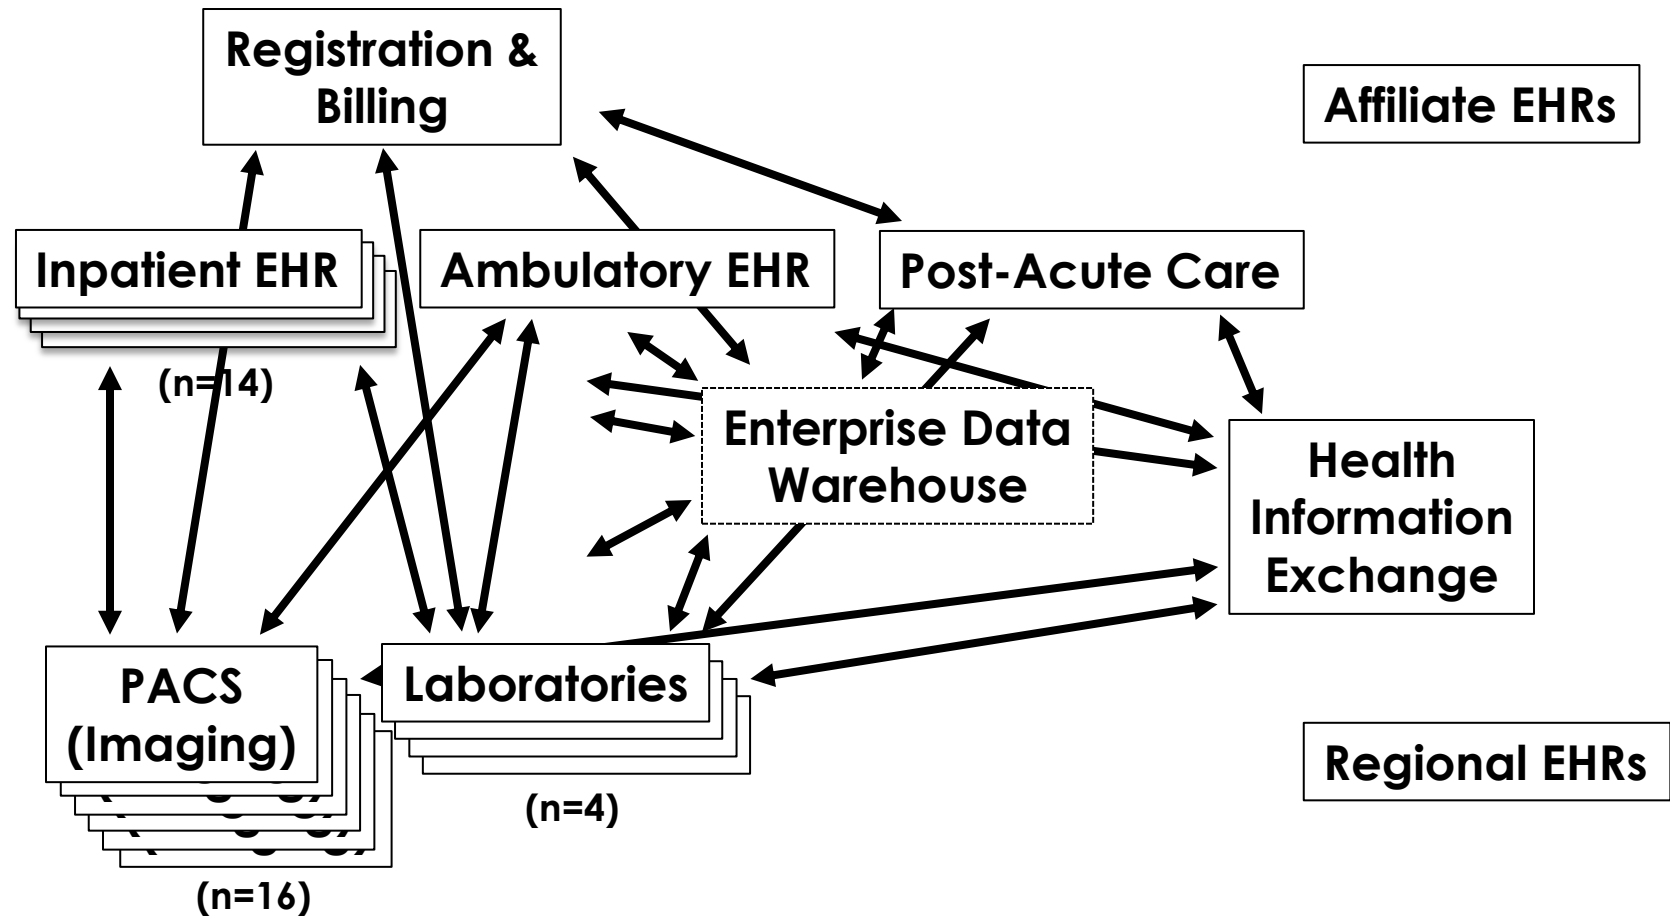 Registration &
Billing
Affiliate EHRs
Inpatient EHR
(n=14)
Ambulatory EHR
Post-Acute Care
Enterprise Data
Warehouse
Health
Information
Exchange
PACS
(Imaging)
(n=16)
Laboratories
(n=4)
Regional EHRs